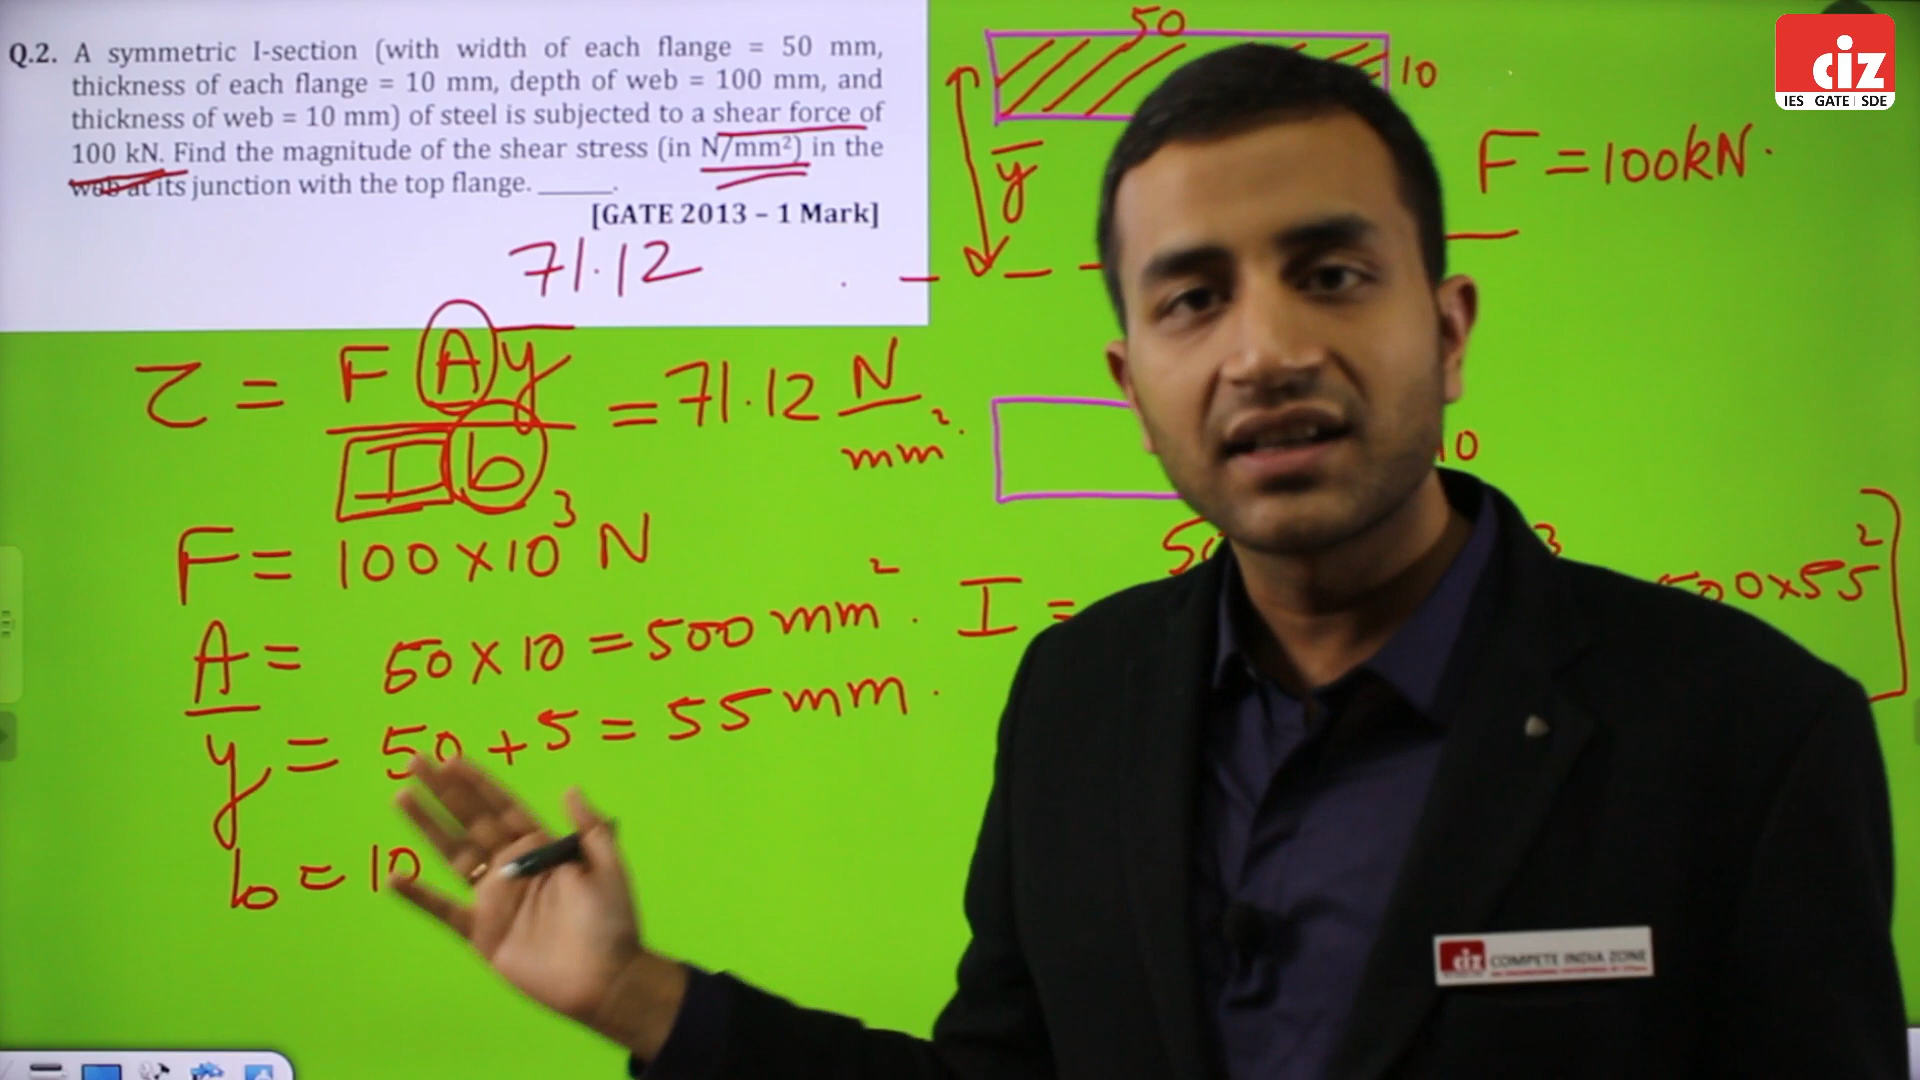 Q.2. A symmetric I-section (with width of each flange = 50 mm,
thickness of each flange = 10 mm, depth of web = 100 mm, and
thickness of web = 10 mm) of steel is subjected to a shear force of
100 kN. Find the magnitude of the shear stress (in N/mm²) in the
web at its junction with the top flange. ______.
[GATE 2013 – 1 Mark]
71.12
τ = F A y / I b = 71.12 N/mm².
F = 100 × 10³ N
A = 50 × 10 = 500 mm².
y = 50 + 5 = 55 mm.
b = 10
50
10
y
F = 100kN.
10
I =
500×55²]
ciz
IES GATE SDE
ciz COMPETE INDIA ZONE